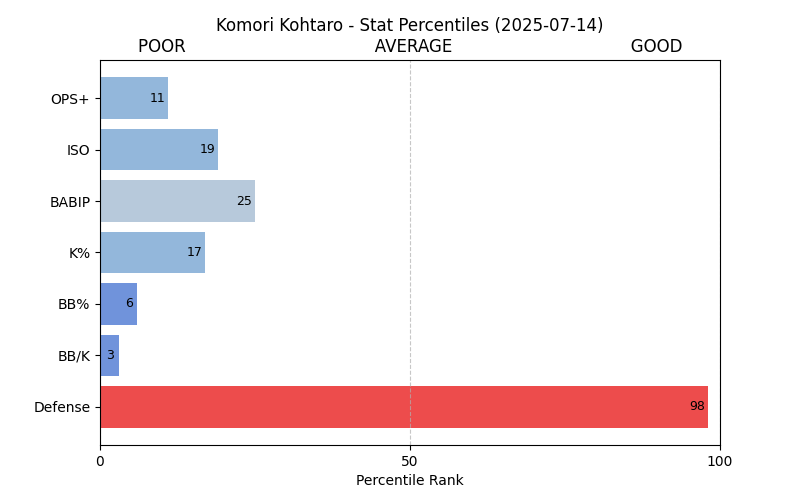 Komori Kohtaro - Stat Percentiles (2025-07-14)
POOR AVERAGE GOOD
OPS+ 11
ISO 19
BABIP 25
K% 17
BB% 6
BB/K 3
Defense 98
0 50 100
Percentile Rank